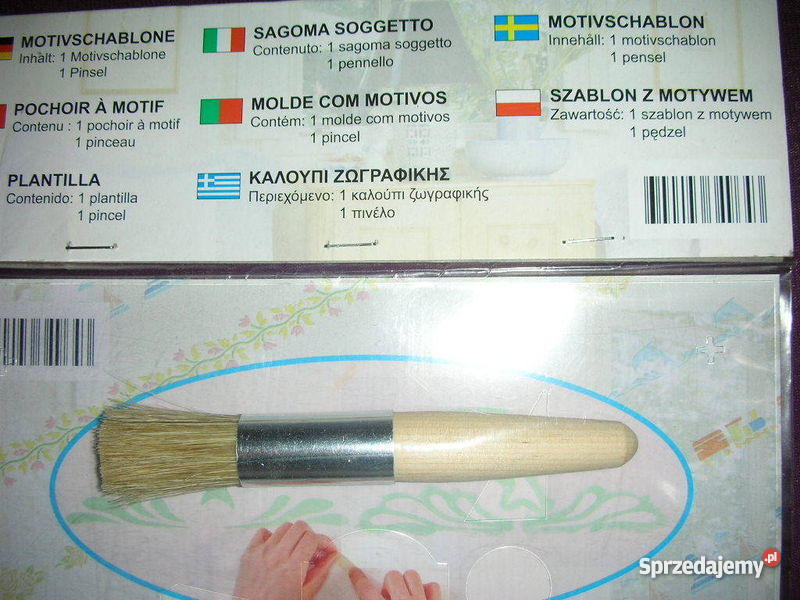 MOTIVSCHABLONE
Inhalt: 1 Motivschablone
1 Pinsel
SAGOMA SOGGETTO
Contenuto: 1 sagoma soggetto
1 pennello
MOTIVSCHABLON
Innehåll: 1 motivschablon
1 pensel
POCHOIR À MOTIF
Contenu : 1 pochoir à motif
1 pinceau
MOLDE COM MOTIVOS
Contém: 1 molde com motivos
1 pincel
SZABLON Z MOTYWEM
Zawartość: 1 szablon z motywem
1 pędzel
PLANTILLA
Contenido: 1 plantilla
1 pincel
ΚΑΛΟΥΠΙ ΖΩΓΡΑΦΙΚΗΣ
Περιεχόμενο: 1 καλούπι ζωγραφικής
1 πινέλο
Sprzedajemy.pl